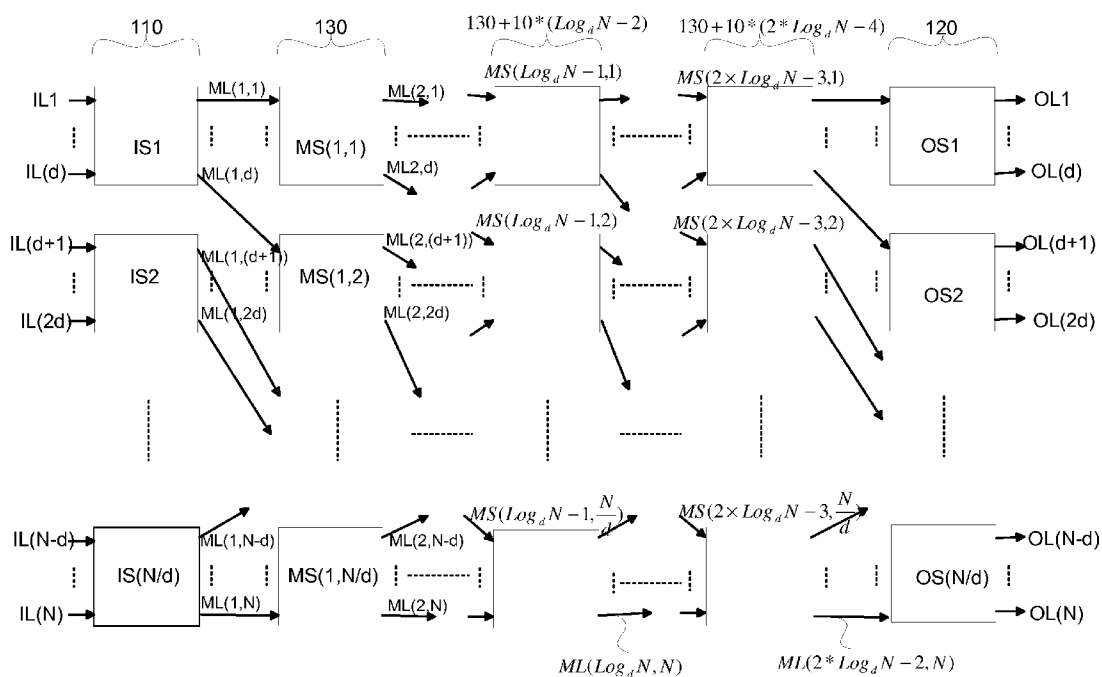 110
130
130+10*(Log_d N−2)
130+10*(2*Log_d N−4)
120
MS(Log_d N−1,1)
MS(2×Log_d N−3,1)
IL1
ML(1,1)
ML(2,1)
OL1
IS1
MS(1,1)
OS1
IL(d)
ML(1,d)
ML2,d)
OL(d)
MS(Log_d N−1,2)
MS(2×Log_d N−3,2)
IL(d+1)
ML(1,(d+1))
ML(2,(d+1))
OL(d+1)
IS2
MS(1,2)
OS2
IL(2d)
ML(1,2d)
ML(2,2d)
OL(2d)
MS(Log_d N−1,N/d)
MS(2×Log_d N−3,N/d)
IL(N-d)
ML(1,N-d)
ML(2,N-d)
OL(N-d)
IS(N/d)
MS(1,N/d)
OS(N/d)
IL(N)
ML(1,N)
ML(2,N)
OL(N)
ML(Log_d N,N)
ML(2*Log_d N−2,N)